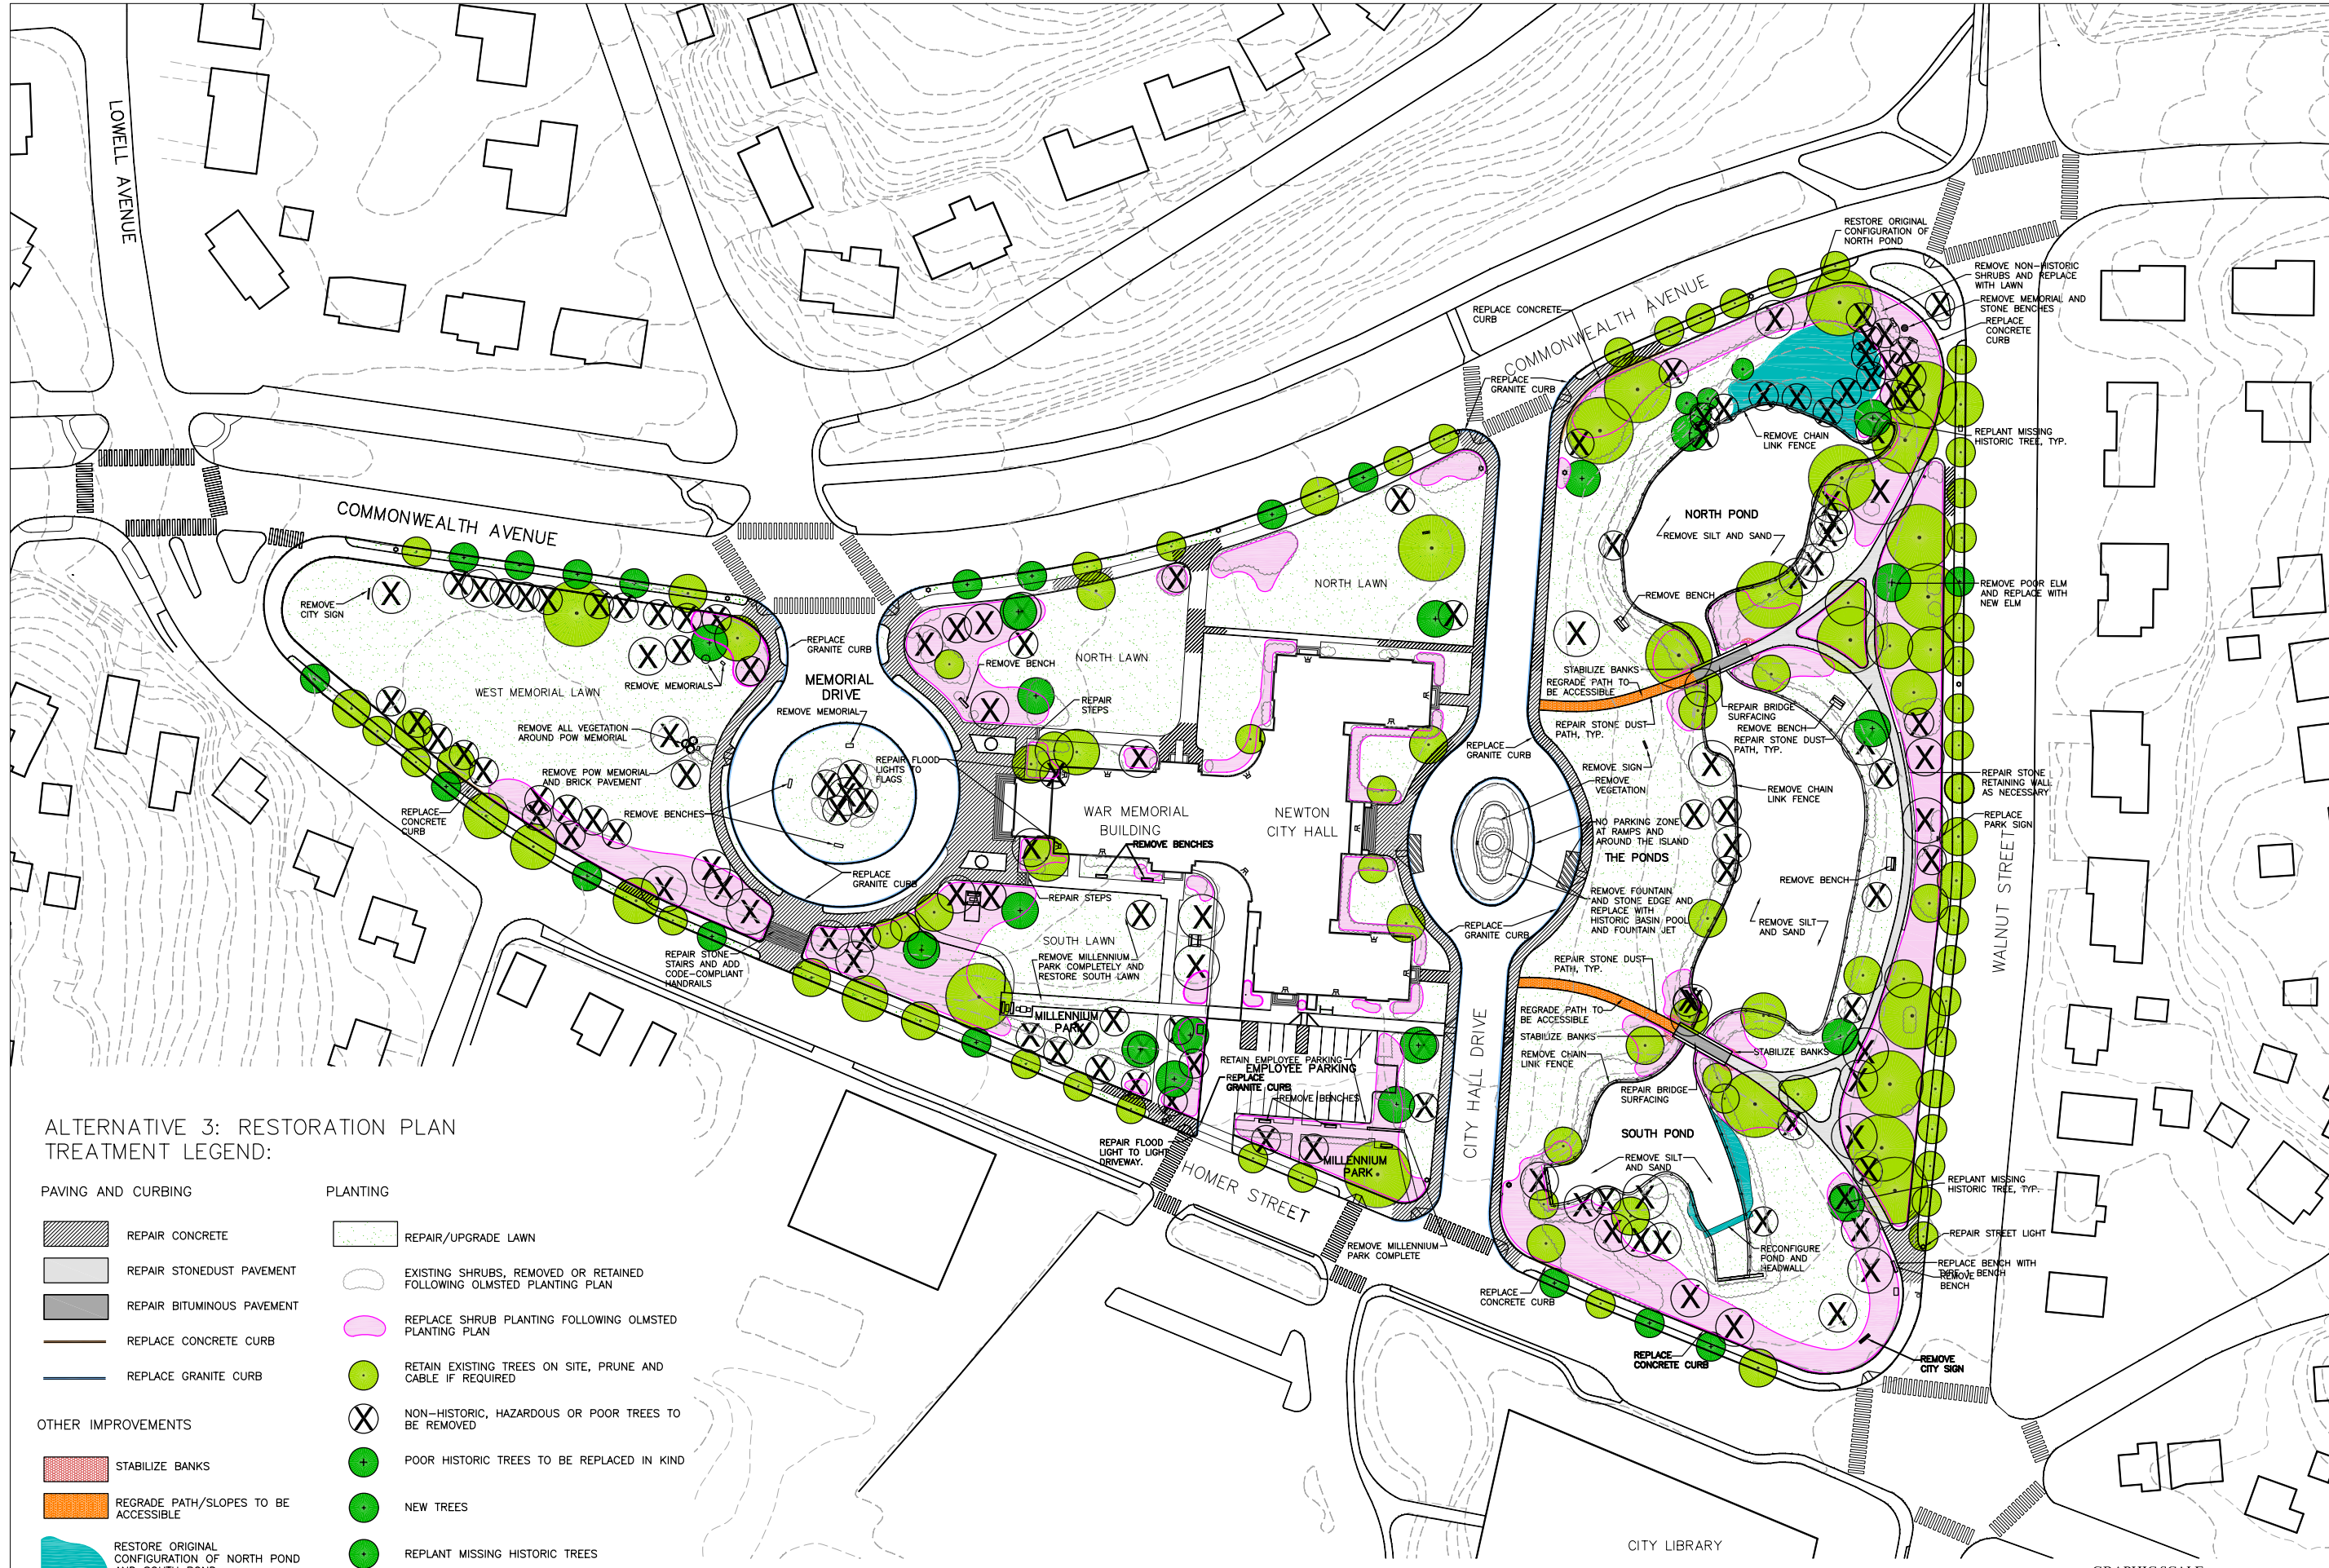 LOWELL AVENUE
COMMONWEALTH AVENUE
RESTORE ORIGINAL
CONFIGURATION OF
NORTH POND
REMOVE NON-HISTORIC
SHRUBS AND REPLACE
WITH LAWN
REMOVE MEMORIAL AND
STONE BENCHES
REPLACE
CONCRETE
CURB
REPLACE CONCRETE
CURB
REPLACE
GRANITE CURB
REPLANT MISSING
HISTORIC TREE, TYP.
REMOVE CHAIN
LINK FENCE
NORTH POND
REMOVE SILT AND SAND
COMMONWEALTH AVENUE
REMOVE
CITY SIGN
REMOVE POOR ELM
AND REPLACE WITH
NEW ELM
REMOVE BENCH
NORTH LAWN
NORTH LAWN
REMOVE BENCH
REPLACE
GRANITE CURB
MEMORIAL
DRIVE
REMOVE MEMORIAL
REMOVE MEMORIALS
WEST MEMORIAL LAWN
REPAIR
STEPS
STABILIZE BANKS
REGRADE PATH TO
BE ACCESSIBLE
REPAIR BRIDGE
SURFACING
REMOVE BENCH
REPAIR STONE DUST
PATH, TYP.
REPAIR STONE DUST
PATH, TYP.
REMOVE ALL VEGETATION
AROUND POW MEMORIAL
REMOVE POW MEMORIAL
AND BRICK PAVEMENT
REPAIR FLOOD
LIGHTS TO
FLAGS
REPLACE
GRANITE CURB
REMOVE SIGN
REMOVE
VEGETATION
REMOVE CHAIN
LINK FENCE
REPAIR STONE
RETAINING WALL
AS NECESSARY
REPLACE
PARK SIGN
REPLACE
CONCRETE
CURB
REMOVE BENCHES
WAR MEMORIAL
BUILDING
NEWTON
CITY HALL
NO PARKING ZONE
AT RAMPS AND
AROUND THE ISLAND
THE PONDS
REMOVE BENCHES
REPLACE
GRANITE CURB
REPAIR STEPS
REMOVE BENCH
WALNUT STREET
REMOVE FOUNTAIN
AND STONE EDGE AND
REPLACE WITH
HISTORIC BASIN POOL
AND FOUNTAIN JET
REMOVE SILT
AND SAND
REPLACE
GRANITE CURB
SOUTH LAWN
REMOVE MILLENNIUM
PARK COMPLETELY AND
RESTORE SOUTH LAWN
REPAIR STONE
STAIRS AND ADD
CODE-COMPLIANT
HANDRAILS
REPAIR STONE DUST
PATH, TYP.
MILLENNIUM
PARK
REGRADE PATH TO
BE ACCESSIBLE
STABILIZE BANKS
STABILIZE BANKS
REMOVE CHAIN
LINK FENCE
RETAIN EMPLOYEE PARKING
EMPLOYEE PARKING
REPLACE
GRANITE CURB
REMOVE BENCHES
REPAIR BRIDGE
SURFACING
CITY HALL DRIVE
SOUTH POND
REMOVE SILT
AND SAND
REPAIR FLOOD
LIGHT TO LIGHT
DRIVEWAY.
MILLENNIUM
PARK
HOMER STREET
REPLANT MISSING
HISTORIC TREE, TYP.
REPAIR STREET LIGHT
REMOVE MILLENNIUM
PARK COMPLETE
RECONFIGURE
POND AND
HEADWALL
REPLACE BENCH WITH
BENCH
REMOVE
BENCH
REPLACE
CONCRETE CURB
REPLACE
CONCRETE CURB
REMOVE
CITY SIGN
CITY LIBRARY
ALTERNATIVE 3: RESTORATION PLAN
TREATMENT LEGEND:
PAVING AND CURBING
REPAIR CONCRETE
REPAIR STONEDUST PAVEMENT
REPAIR BITUMINOUS PAVEMENT
REPLACE CONCRETE CURB
REPLACE GRANITE CURB
OTHER IMPROVEMENTS
STABILIZE BANKS
REGRADE PATH/SLOPES TO BE
ACCESSIBLE
RESTORE ORIGINAL
CONFIGURATION OF NORTH POND
PLANTING
REPAIR/UPGRADE LAWN
EXISTING SHRUBS, REMOVED OR RETAINED
FOLLOWING OLMSTED PLANTING PLAN
REPLACE SHRUB PLANTING FOLLOWING OLMSTED
PLANTING PLAN
RETAIN EXISTING TREES ON SITE, PRUNE AND
CABLE IF REQUIRED
NON-HISTORIC, HAZARDOUS OR POOR TREES TO
BE REMOVED
POOR HISTORIC TREES TO BE REPLACED IN KIND
NEW TREES
REPLANT MISSING HISTORIC TREES